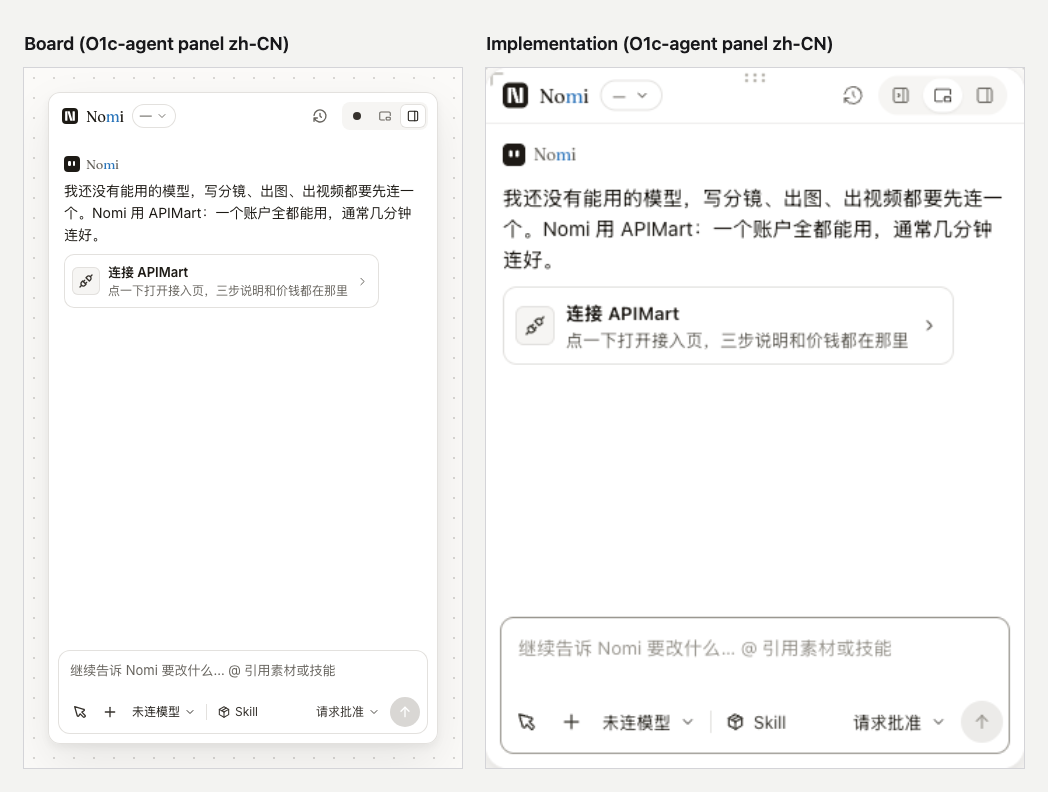 Board (O1c-agent panel zh-CN)
Nomi
Nomi
我还没有能用的模型，写分镜、出图、出视频都要先连一
个。Nomi 用 APIMart：一个账户全都能用，通常几分钟
连好。
连接 APIMart
点一下打开接入页，三步说明和价钱都在那里
继续告诉 Nomi 要改什么... @ 引用素材或技能
未连模型
Skill
请求批准
Implementation (O1c-agent panel zh-CN)
Nomi
Nomi
我还没有能用的模型，写分镜、出图、出视频都要先连一
个。Nomi 用 APIMart：一个账户全都能用，通常几分钟
连好。
连接 APIMart
点一下打开接入页，三步说明和价钱都在那里
继续告诉 Nomi 要改什么... @ 引用素材或技能
未连模型
Skill
请求批准